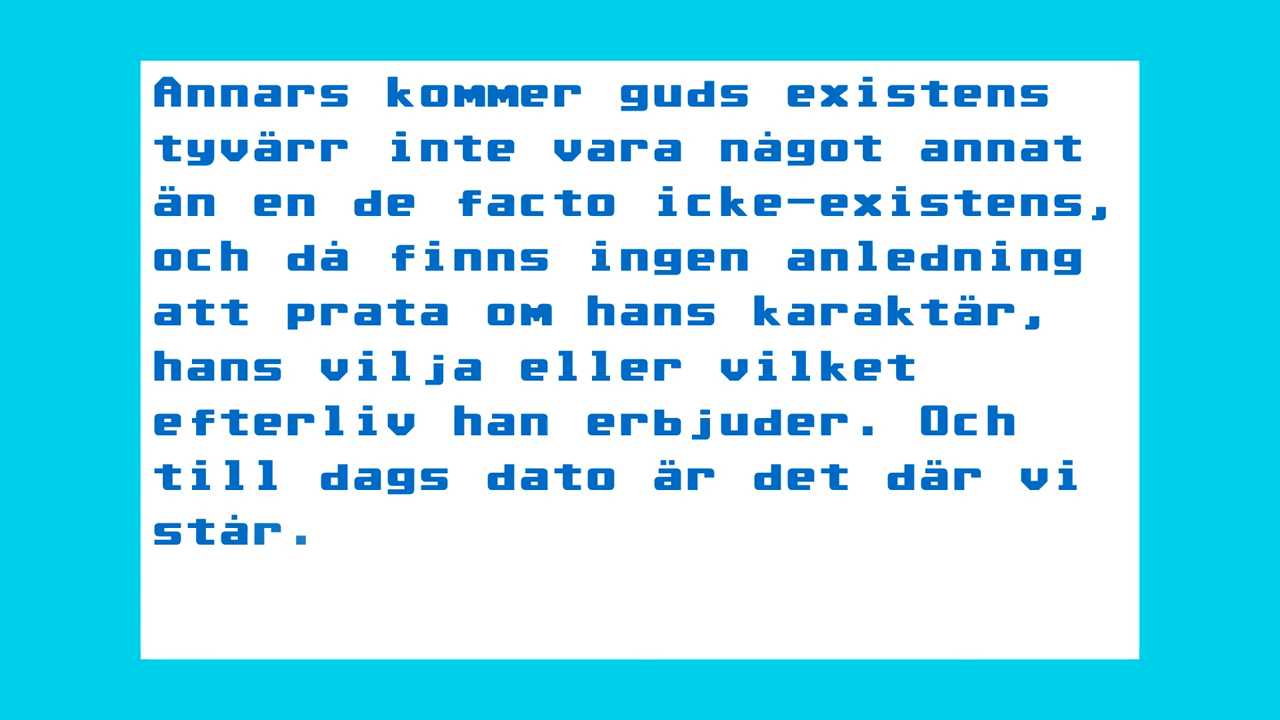 Annars kommer guds existens
tyvärr inte vara något annat
än en de facto icke-existens,
och då finns ingen anledning
att prata om hans karaktär,
hans vilja eller vilket
efterliv han erbjuder. Och
till dags dato är det där vi
står.